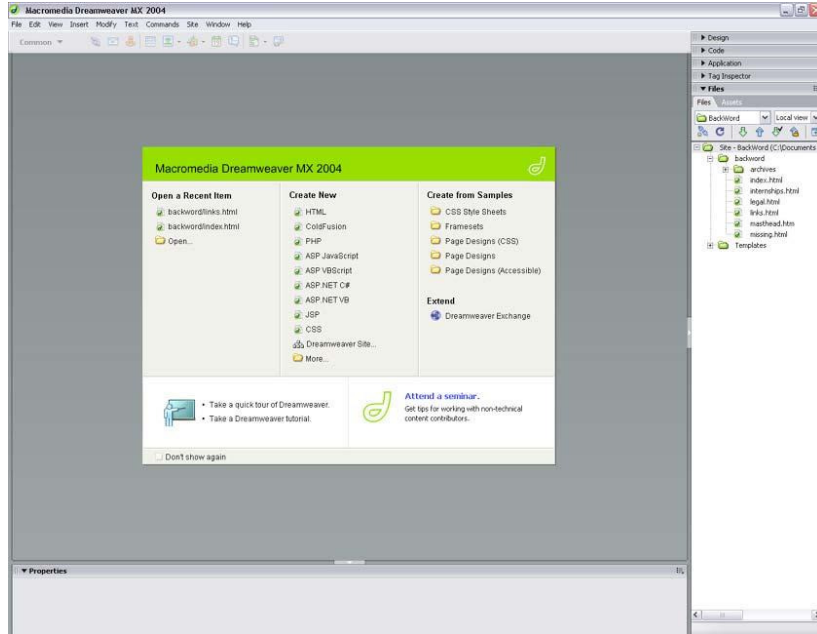 Macromedia Dreamweaver MX 2004
File Edit View Insert Modify Text Commands Site Window Help
Common
Design
Code
Application
Tag Inspector
Files
Files Assets
BackWord Local view
Site - BackWord (C:\Documents
backword
archives
index.html
internships.html
legal.html
links.html
masthead.htm
missing.html
Templates
Macromedia Dreamweaver MX 2004
Open a Recent Item
backword/links.html
backword/index.html
Open...
Create New
HTML
ColdFusion
PHP
ASP JavaScript
ASP VBScript
ASP.NET C#
ASP.NET VB
JSP
CSS
Dreamweaver Site...
More...
Create from Samples
CSS Style Sheets
Framesets
Page Designs (CSS)
Page Designs
Page Designs (Accessible)
Extend
Dreamweaver Exchange
• Take a quick tour of Dreamweaver.
• Take a Dreamweaver tutorial.
Attend a seminar.
Get tips for working with non-technical
content contributors.
Don't show again
Properties